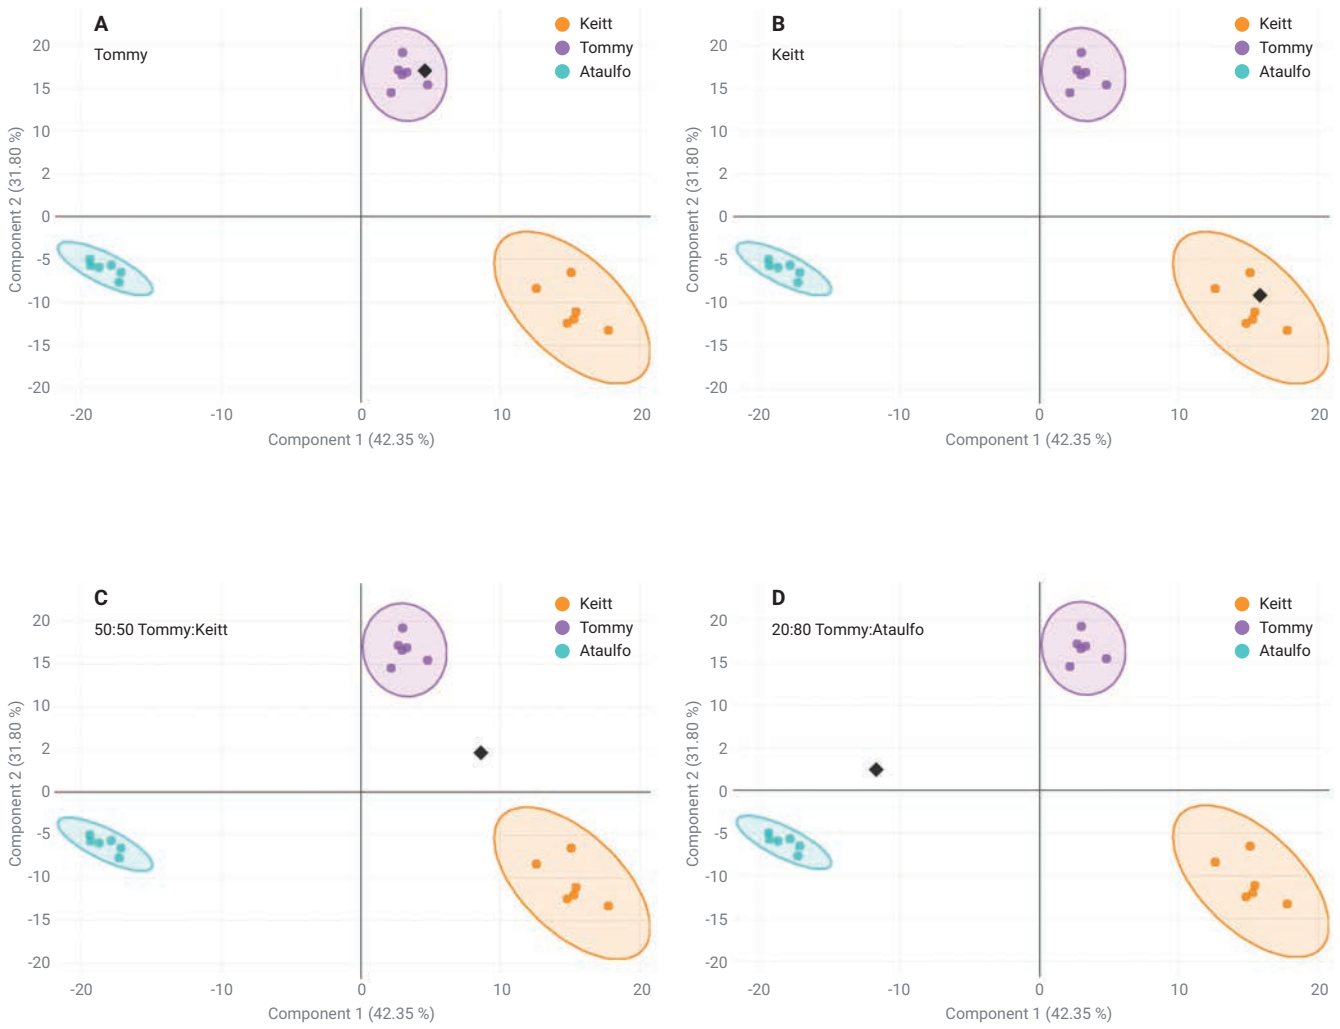 A
Tommy
Keitt
Tommy
Ataulfo
20
15
10
2
0
-5
-10
-15
-20
Component 2 (31.80 %)
-20
-10
0
10
20
Component 1 (42.35 %)
B
Keitt
Keitt
Tommy
Ataulfo
20
15
10
2
0
-5
-10
-15
-20
Component 2 (31.80 %)
-20
-10
0
10
20
Component 1 (42.35 %)
C
50:50 Tommy:Keitt
Keitt
Tommy
Ataulfo
20
15
10
2
0
-5
-10
-15
-20
Component 2 (31.80 %)
-20
-10
0
10
20
Component 1 (42.35 %)
D
20:80 Tommy:Ataulfo
Keitt
Tommy
Ataulfo
20
15
10
2
0
-5
-10
-15
-20
Component 2 (31.80 %)
-20
-10
0
10
20
Component 1 (42.35 %)